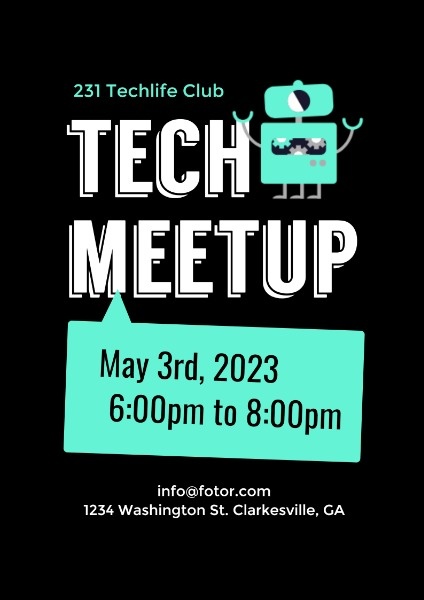 231 Techlife Club
TECH
MEETUP
May 3rd, 2023
6:00pm to 8:00pm
info@fotor.com
1234 Washington St. Clarkesville, GA